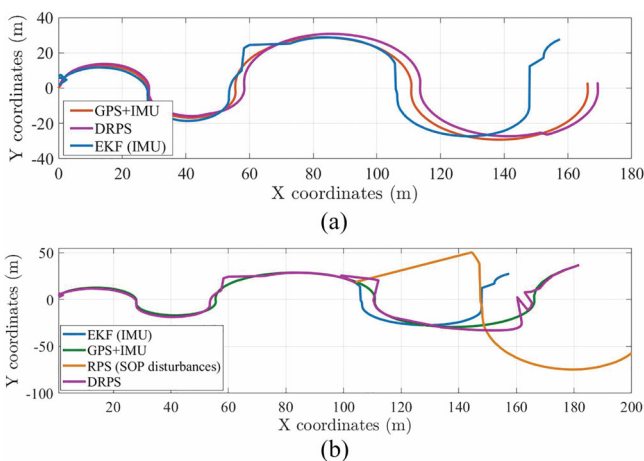 40
20
0
-20
-40
Y coordinates (m)
GPS+IMU
DRPS
EKF (IMU)
0 20 40 60 80 100 120 140 160 180
X coordinates (m)
(a)
50
0
-50
-100
Y coordinates (m)
EKF (IMU)
GPS+IMU
RPS (SOP disturbances)
DRPS
20 40 60 80 100 120 140 160 180 200
X coordinates (m)
(b)